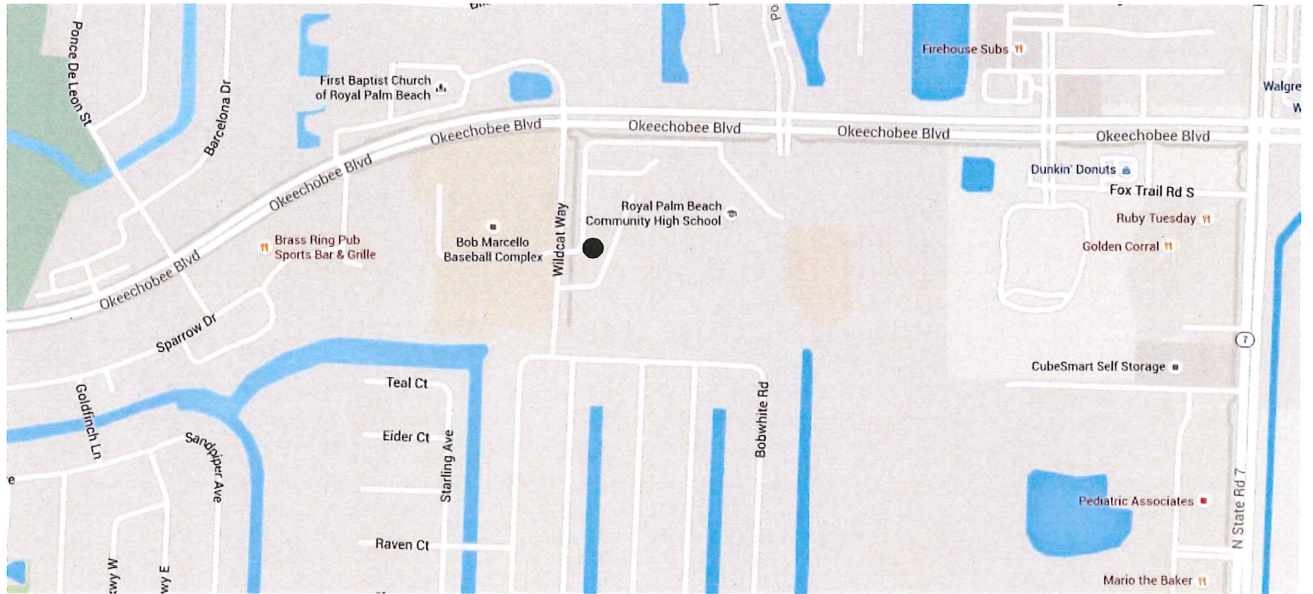 Ponce De Leon St
Barcelona Dr
First Baptist Church
of Royal Palm Beach
Firehouse Subs
Walgre
W
Okeechobee Blvd
Okeechobee Blvd
Okeechobee Blvd
Okeechobee Blvd
Okeechobee Blvd
Okeechobee Blvd
Dunkin' Donuts
Fox Trail Rd S
Royal Palm Beach
Community High School
Ruby Tuesday
Golden Corral
Wildcat Way
Bob Marcello
Baseball Complex
Brass Ring Pub
Sports Bar & Grille
Sparrow Dr
7
CubeSmart Self Storage
Teal Ct
Goldfinch Ln
Bobwhite Rd
Eider Ct
Starling Ave
Sandpiper Ave
Pediatric Associates
N State Rd 7
Raven Ct
wy W
wy E
Mario the Baker